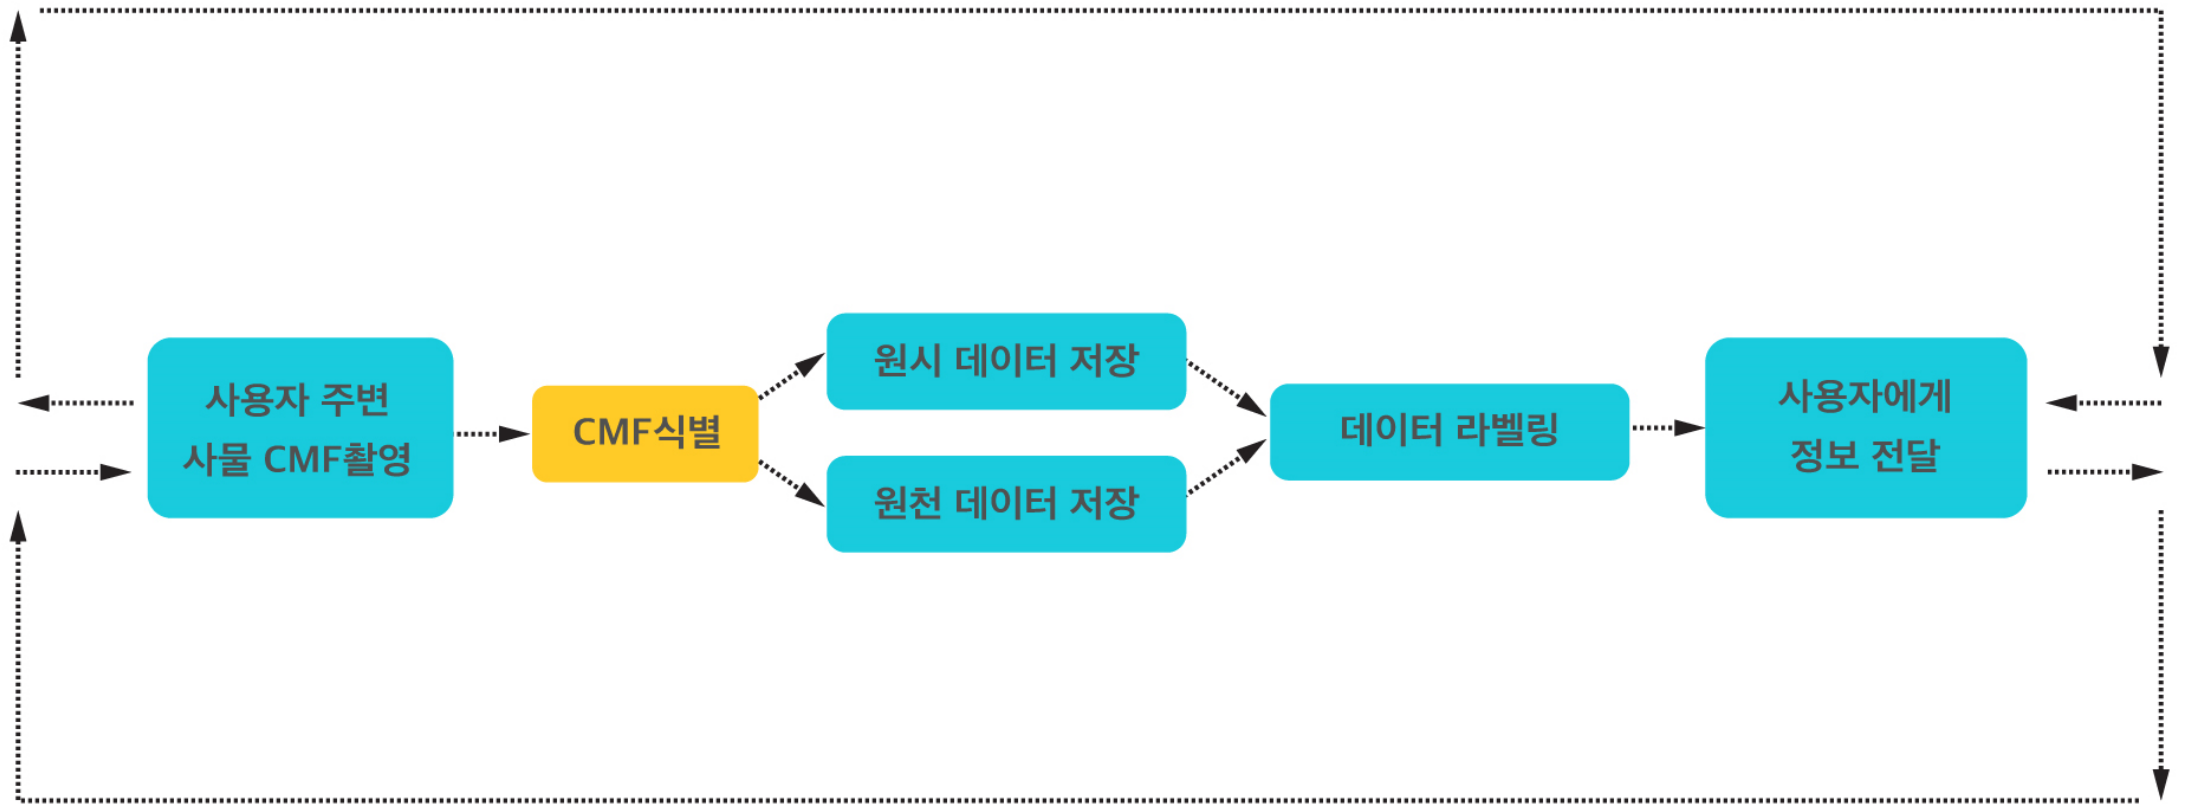 사용자 주변
사물 CMF촬영
CMF식별
원시 데이터 저장
원천 데이터 저장
데이터 라벨링
사용자에게
정보 전달